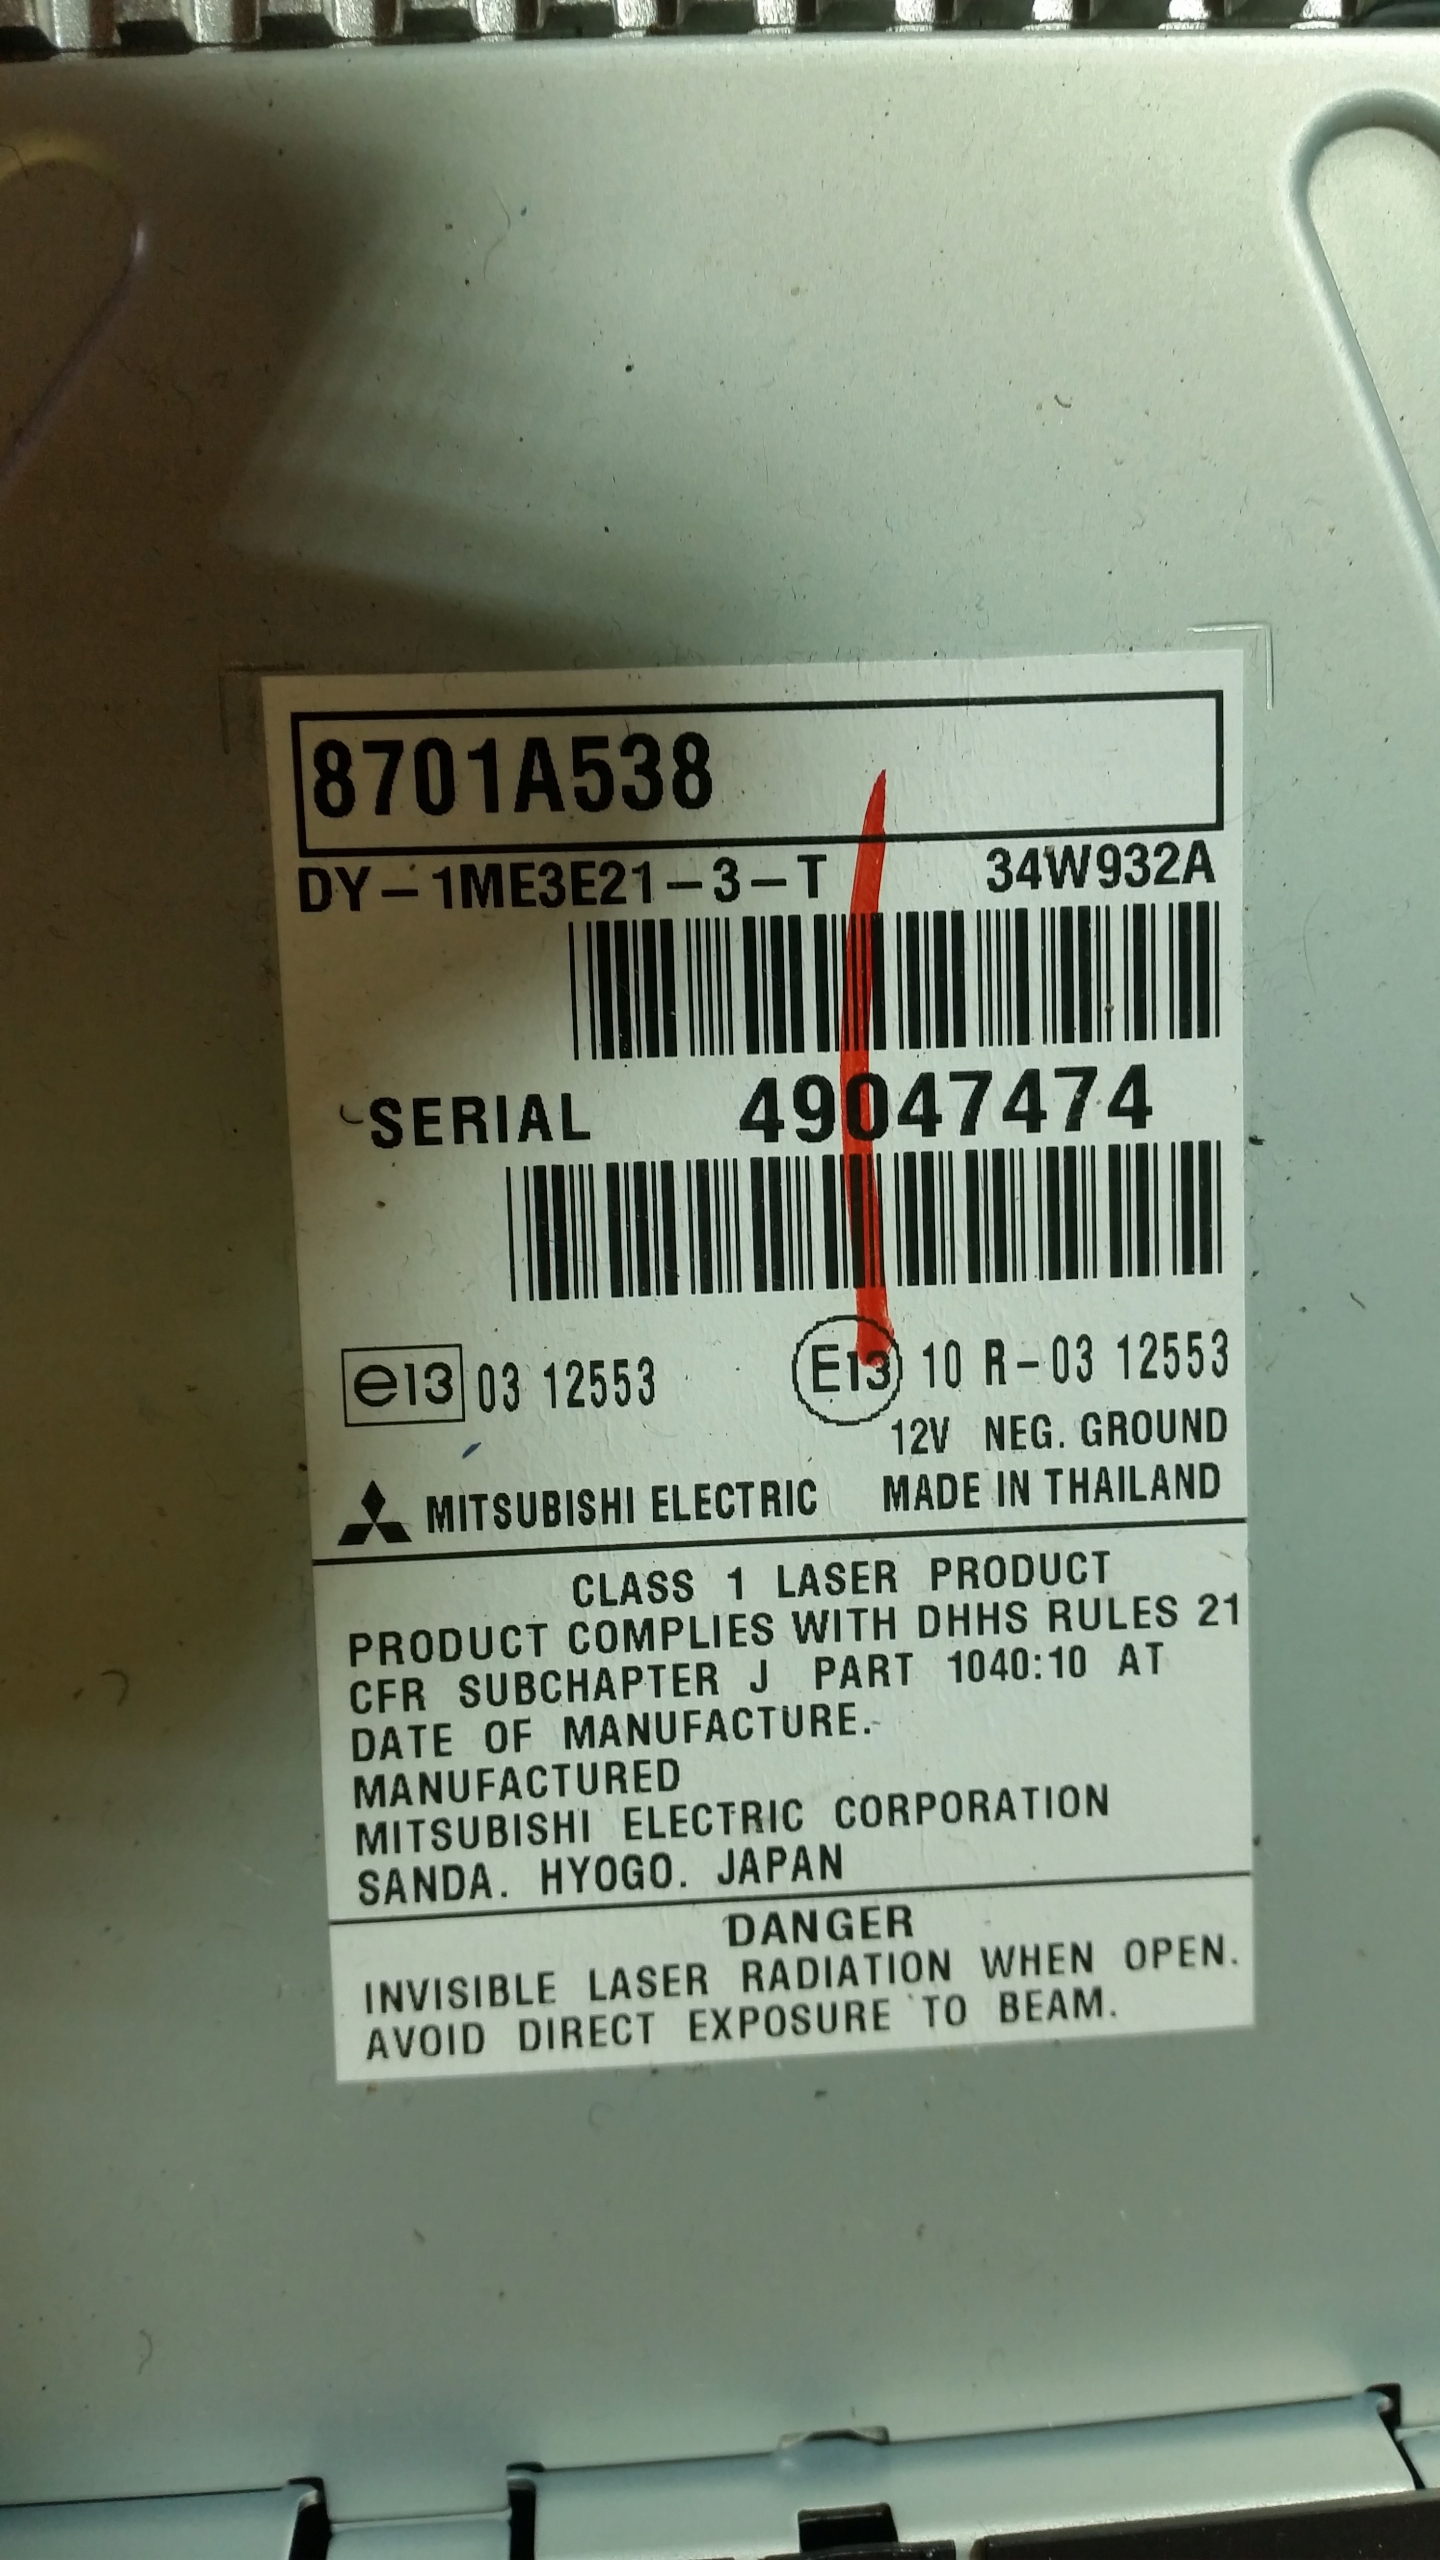 8701A538
DY-1ME3E21-3-T 34W932A
SERIAL 49047474
e13 03 12553 E13 10 R-03 12553
12V NEG. GROUND
MITSUBISHI ELECTRIC MADE IN THAILAND
CLASS 1 LASER PRODUCT
PRODUCT COMPLIES WITH DHHS RULES 21
CFR SUBCHAPTER J PART 1040:10 AT
DATE OF MANUFACTURE.
MANUFACTURED
MITSUBISHI ELECTRIC CORPORATION
SANDA. HYOGO. JAPAN
DANGER
INVISIBLE LASER RADIATION WHEN OPEN.
AVOID DIRECT EXPOSURE TO BEAM.